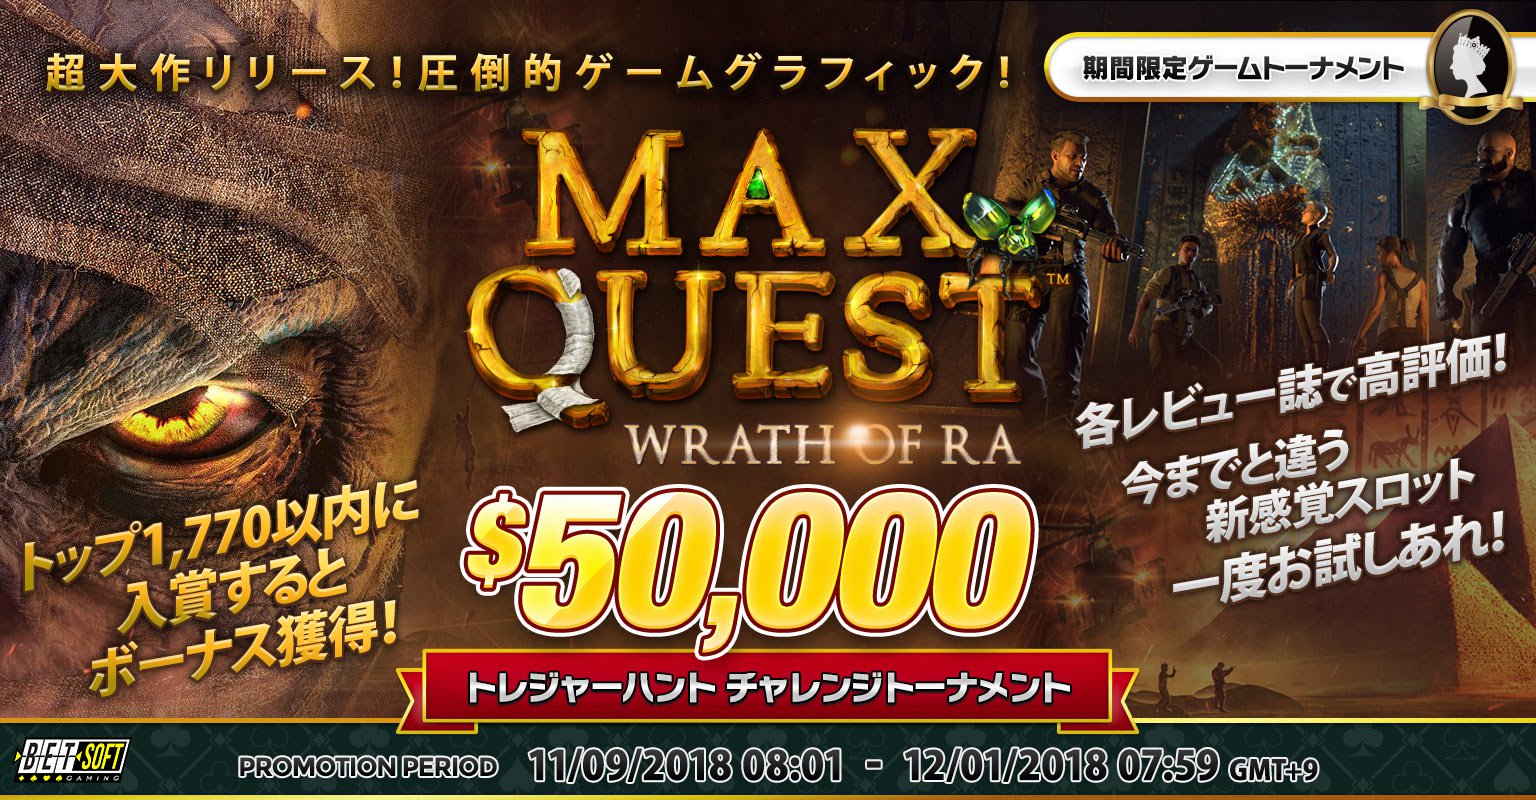 超大作リリース!圧倒的ゲームグラフィック!
期間限定ゲームトーナメント
MAX
QUEST™
WRATH OF RA
各レビュー誌で高評価!
今までと違う
新感覚スロット
一度お試しあれ!
トップ1,770以内に
入賞すると
ボーナス獲得!
$50,000
トレジャーハント チャレンジトーナメント
BETSOFT
GAMING
PROMOTION PERIOD 11/09/2018 08:01 - 12/01/2018 07:59 GMT+9